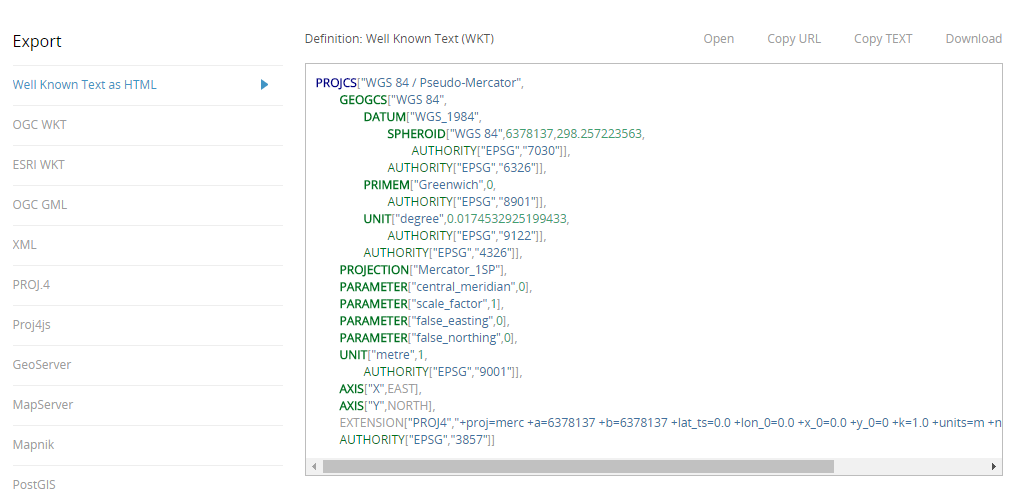 Export
Well Known Text as HTML
OGC WKT
ESRI WKT
OGC GML
XML
PROJ.4
Proj4js
GeoServer
MapServer
Mapnik
PostGIS
Definition: Well Known Text (WKT)
Open Copy URL Copy TEXT Download
PROJCS["WGS 84 / Pseudo-Mercator",
GEOGCS["WGS 84",
DATUM["WGS_1984",
SPHEROID["WGS 84",6378137,298.257223563,
AUTHORITY["EPSG","7030"]],
AUTHORITY["EPSG","6326"]],
PRIMEM["Greenwich",0,
AUTHORITY["EPSG","8901"]],
UNIT["degree",0.0174532925199433,
AUTHORITY["EPSG","9122"]],
AUTHORITY["EPSG","4326"]],
PROJECTION["Mercator_1SP"],
PARAMETER["central_meridian",0],
PARAMETER["scale_factor",1],
PARAMETER["false_easting",0],
PARAMETER["false_northing",0],
UNIT["metre",1,
AUTHORITY["EPSG","9001"]],
AXIS["X",EAST],
AXIS["Y",NORTH],
EXTENSION["PROJ4","+proj=merc +a=6378137 +b=6378137 +lat_ts=0.0 +lon_0=0.0 +x_0=0.0 +y_0=0 +k=1.0 +units=m +n
AUTHORITY["EPSG","3857"]]